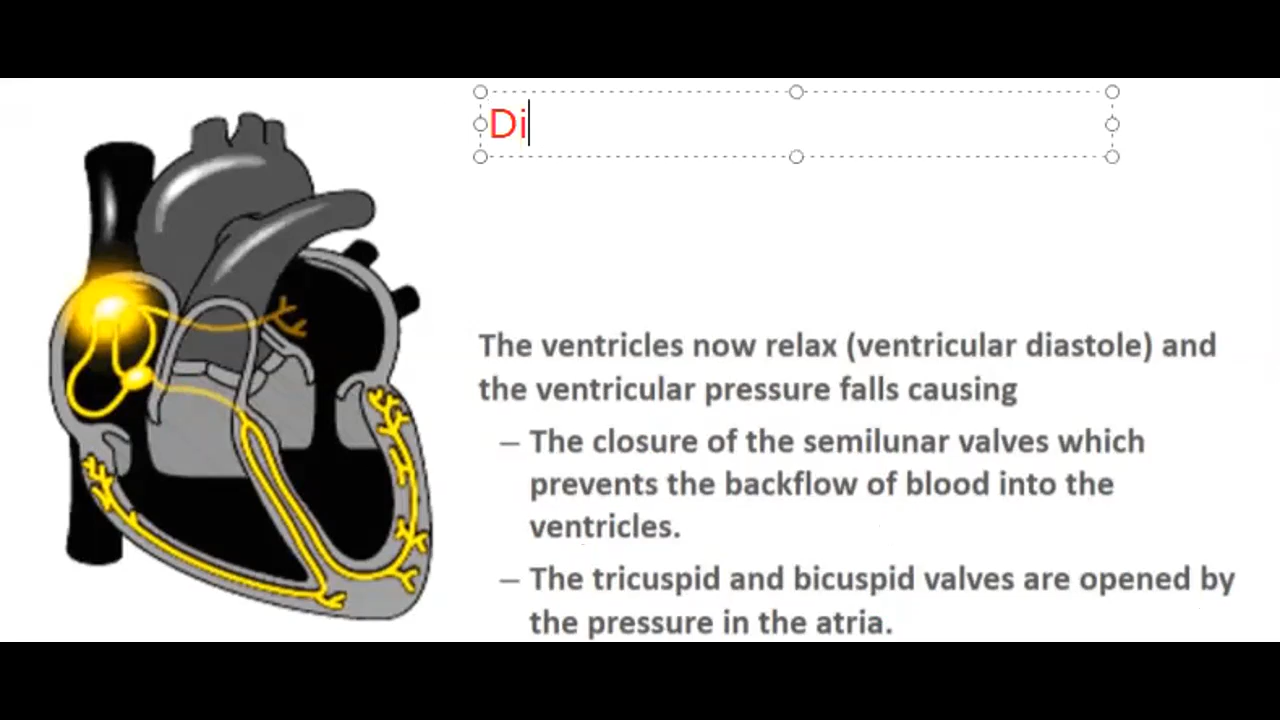 Di
The ventricles now relax (ventricular diastole) and
the ventricular pressure falls causing
– The closure of the semilunar valves which
prevents the backflow of blood into the
ventricles.
– The tricuspid and bicuspid valves are opened by
the pressure in the atria.